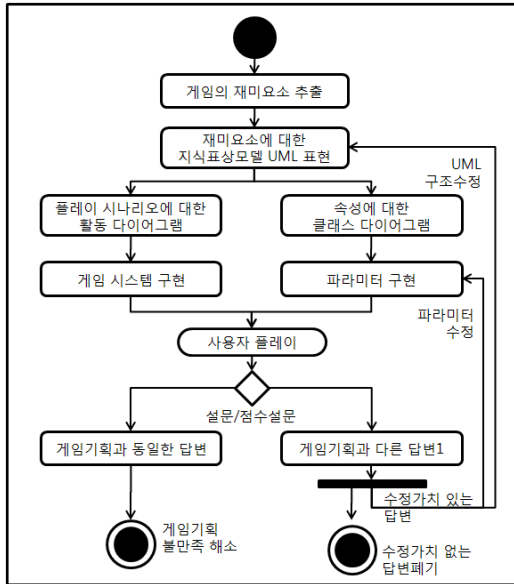 게임의 재미요소 추출
재미요소에 대한
지식표상모델 UML 표현
UML
구조수정
플레이 시나리오에 대한
활동 다이어그램
속성에 대한
클래스 다이어그램
게임 시스템 구현
파라미터 구현
파라미터
수정
사용자 플레이
설문/점수설문
게임기획과 동일한 답변
게임기획과 다른 답변1
수정가치 있는
답변
게임기획
불만족 해소
수정가치 없는
답변폐기